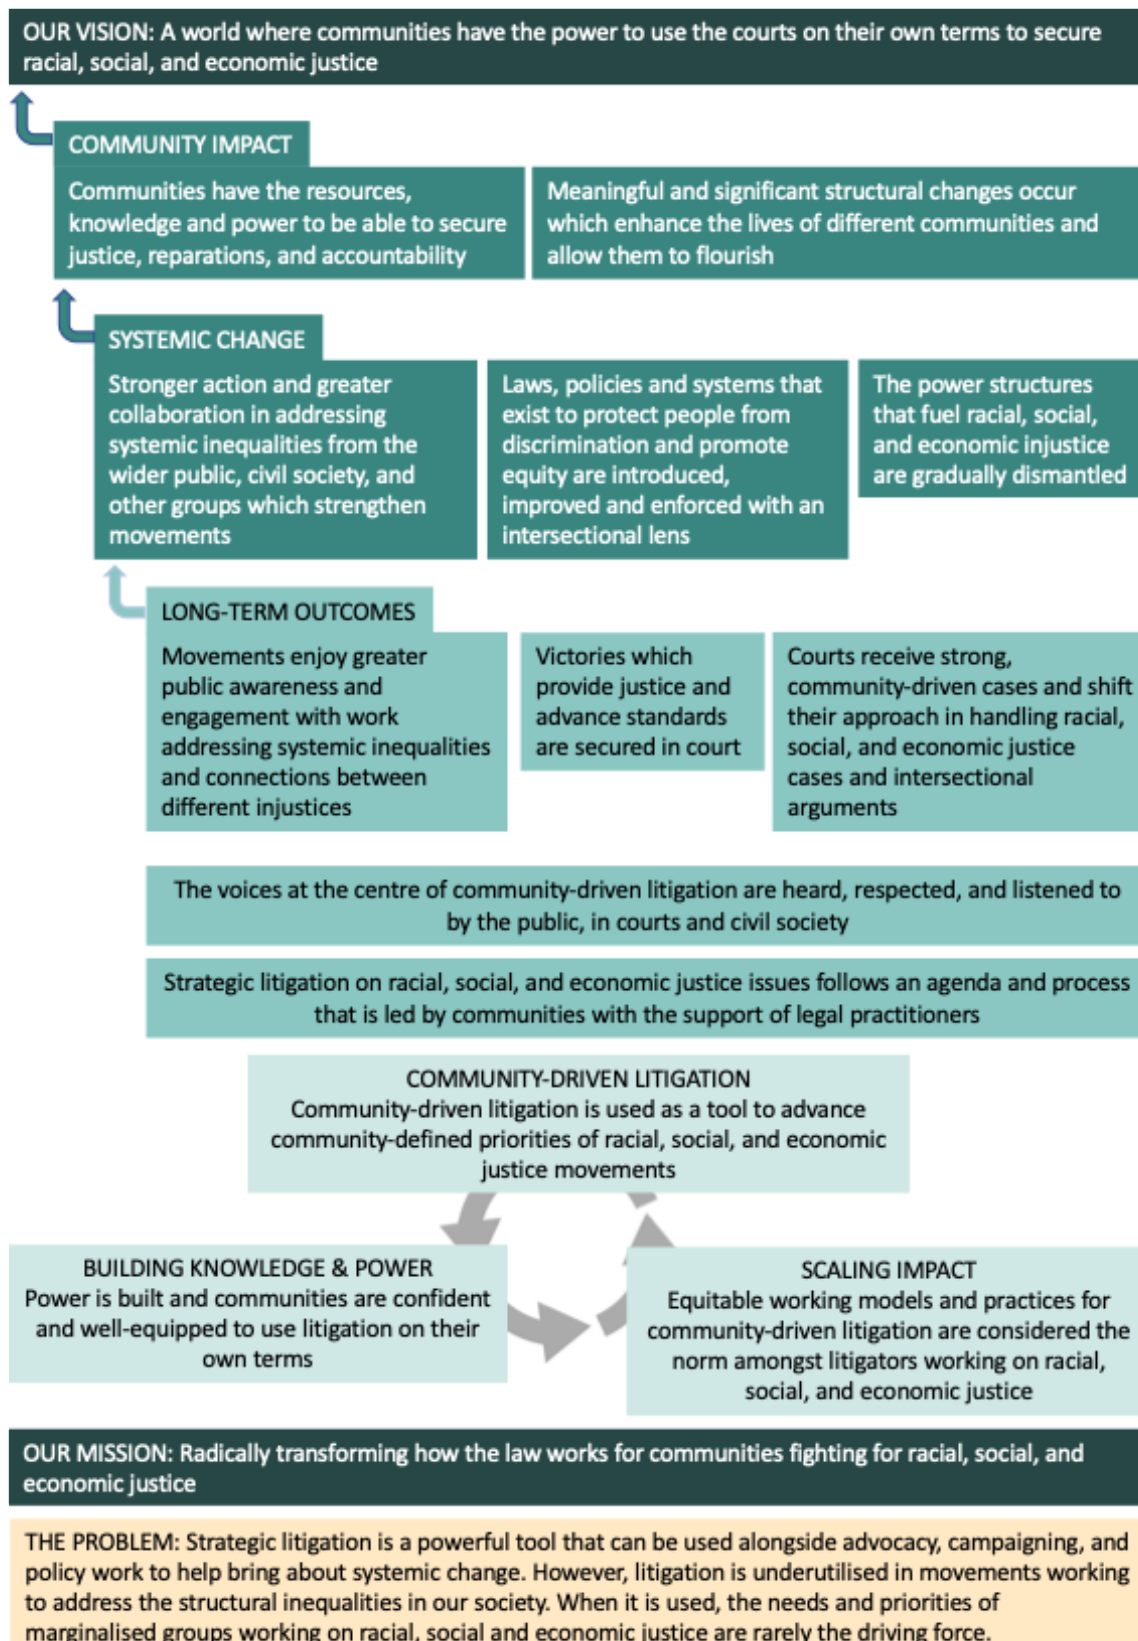 OUR VISION: A world where communities have the power to use the courts on their own terms to secure
racial, social, and economic justice
COMMUNITY IMPACT
Communities have the resources,
knowledge and power to be able to secure
justice, reparations, and accountability
Meaningful and significant structural changes occur
which enhance the lives of different communities and
allow them to flourish
SYSTEMIC CHANGE
Stronger action and greater
collaboration in addressing
systemic inequalities from the
wider public, civil society, and
other groups which strengthen
movements
Laws, policies and systems that
exist to protect people from
discrimination and promote
equity are introduced,
improved and enforced with an
intersectional lens
The power structures
that fuel racial, social,
and economic injustice
are gradually dismantled
LONG-TERM OUTCOMES
Movements enjoy greater
public awareness and
engagement with work
addressing systemic inequalities
and connections between
different injustices
Victories which
provide justice and
advance standards
are secured in court
Courts receive strong,
community-driven cases and shift
their approach in handling racial,
social, and economic justice
cases and intersectional
arguments
The voices at the centre of community-driven litigation are heard, respected, and listened to
by the public, in courts and civil society
Strategic litigation on racial, social, and economic justice issues follows an agenda and process
that is led by communities with the support of legal practitioners
COMMUNITY-DRIVEN LITIGATION
Community-driven litigation is used as a tool to advance
community-defined priorities of racial, social, and economic
justice movements
BUILDING KNOWLEDGE & POWER
Power is built and communities are confident
and well-equipped to use litigation on their
own terms
SCALING IMPACT
Equitable working models and practices for
community-driven litigation are considered the
norm amongst litigators working on racial,
social, and economic justice
OUR MISSION: Radically transforming how the law works for communities fighting for racial, social, and
economic justice
THE PROBLEM: Strategic litigation is a powerful tool that can be used alongside advocacy, campaigning, and
policy work to help bring about systemic change. However, litigation is underutilised in movements working
to address the structural inequalities in our society. When it is used, the needs and priorities of
marginalised groups working on racial, social and economic justice are rarely the driving force.